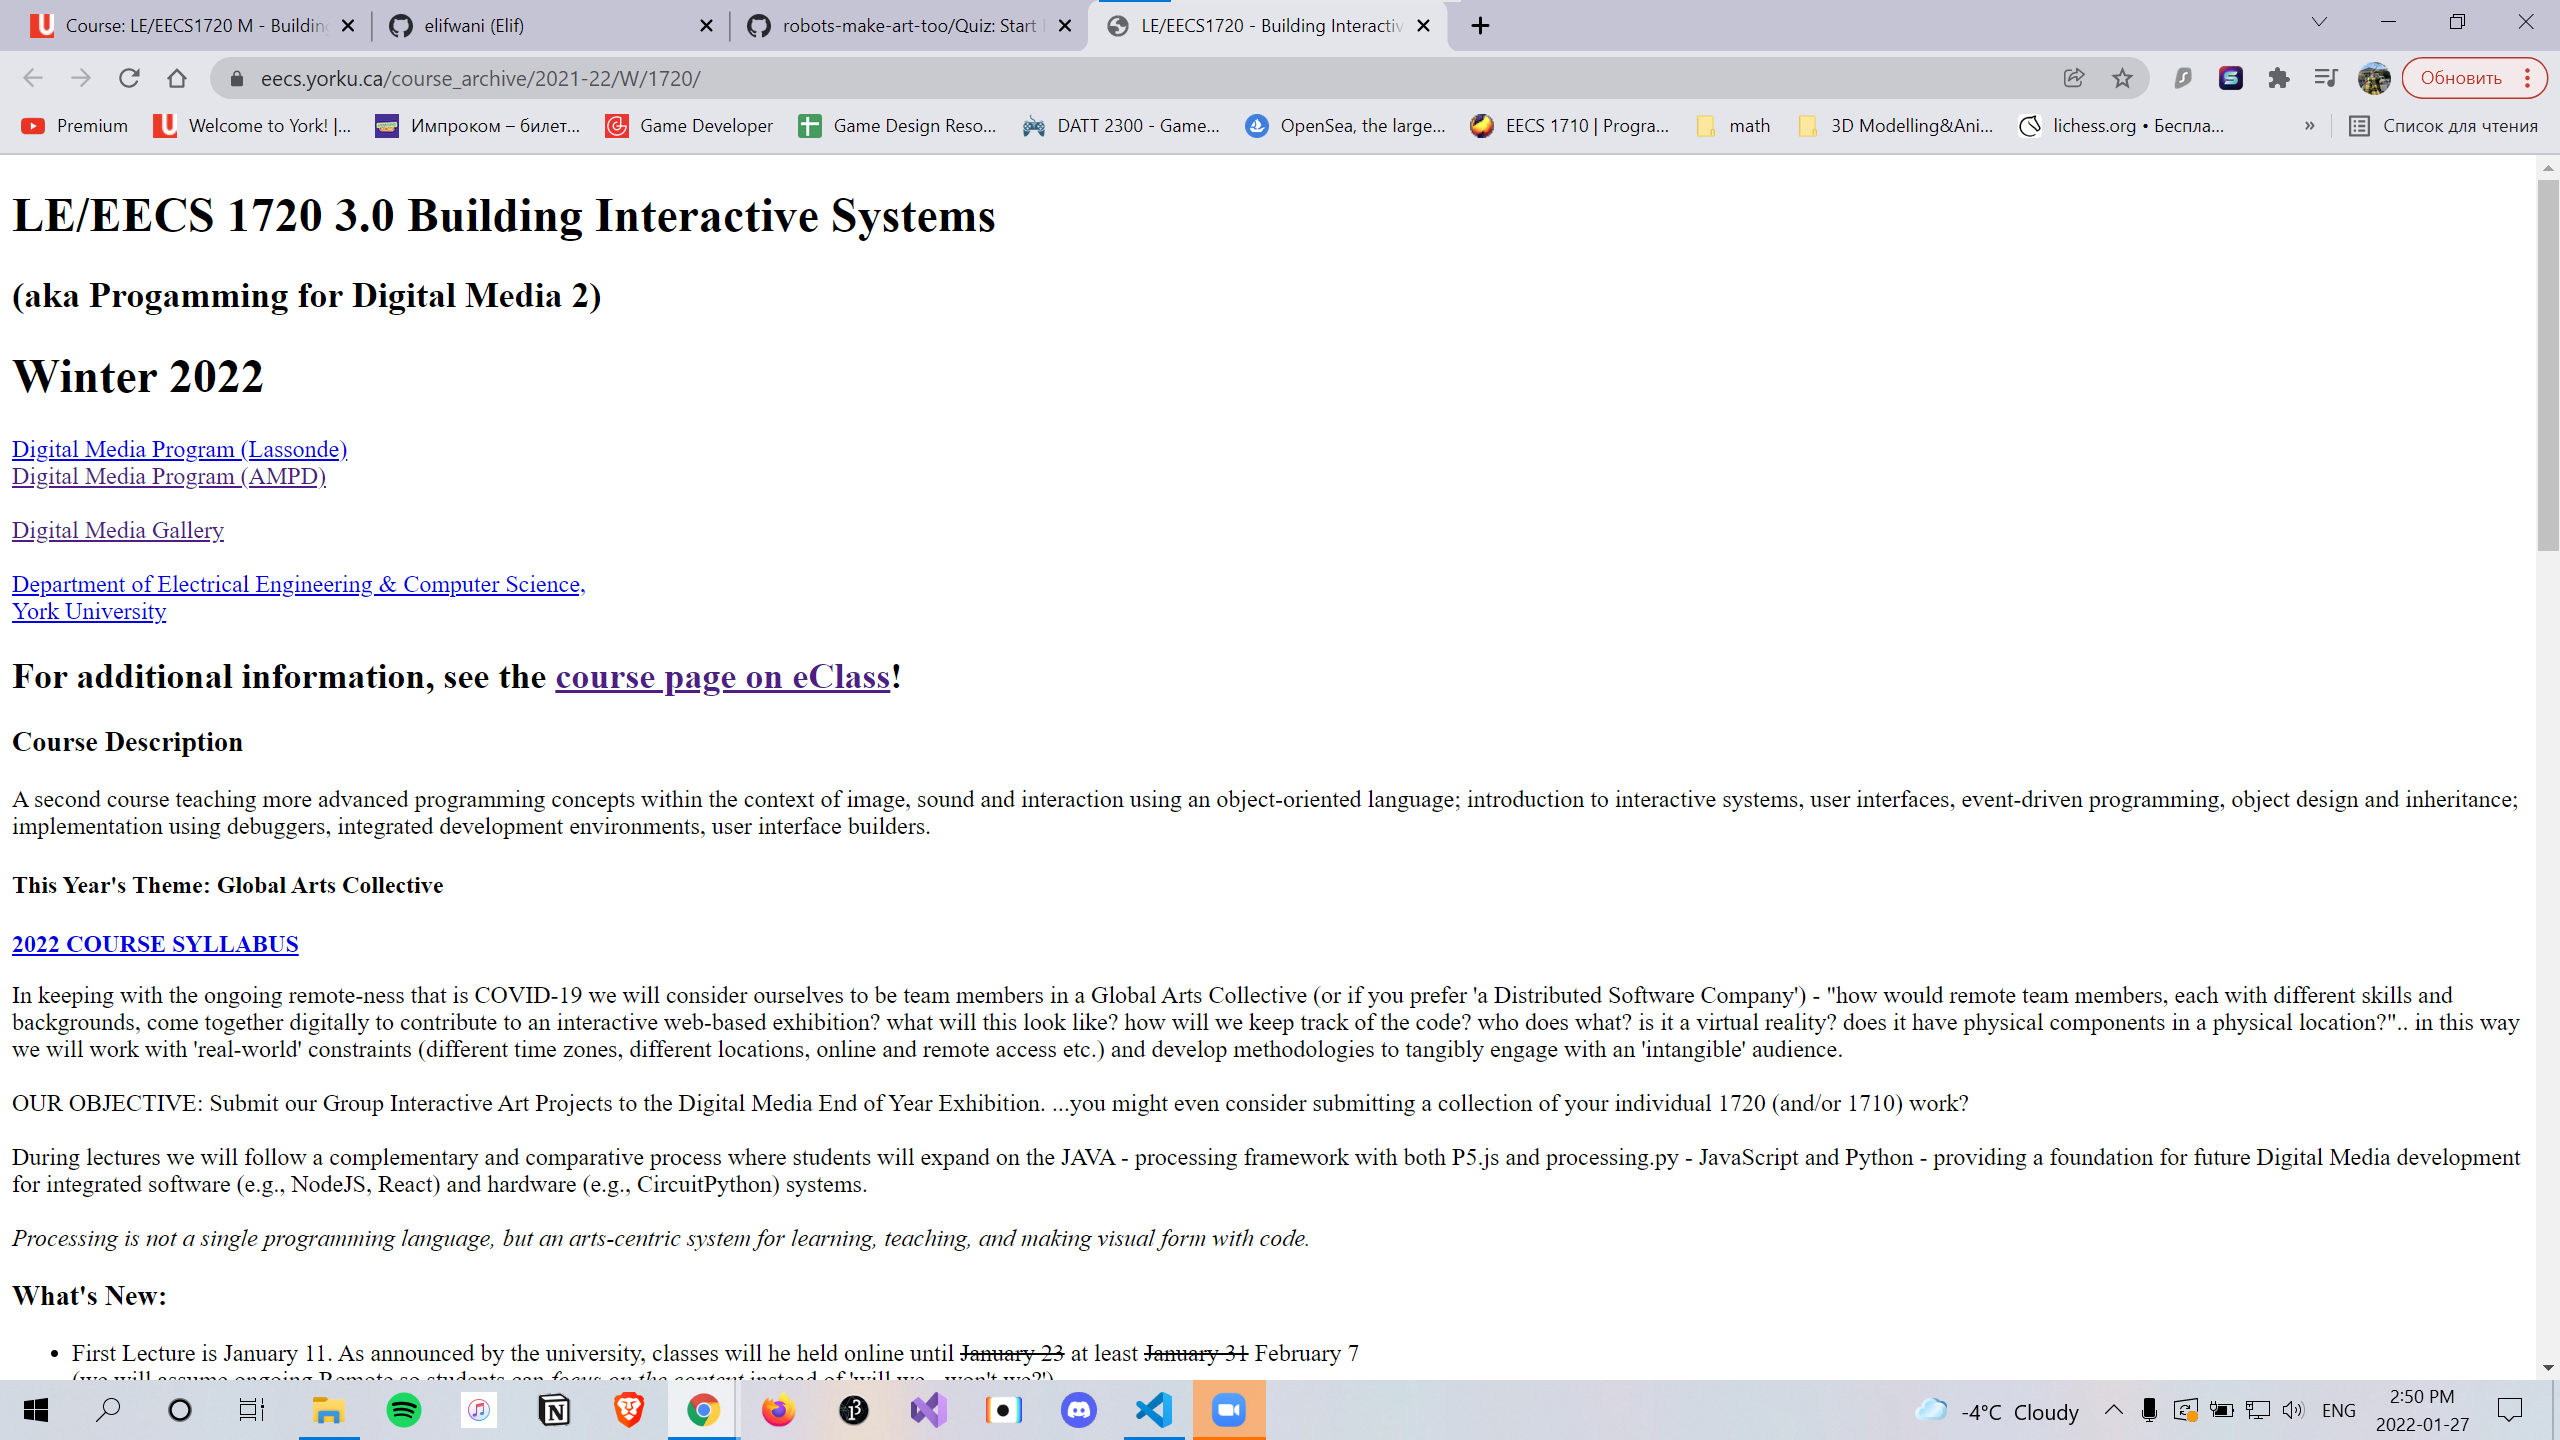 Course: LE/EECS1720 M - Building
elifwani (Elif)
robots-make-art-too/Quiz: Start
LE/EECS1720 - Building Interactiv
eecs.yorku.ca/course_archive/2021-22/W/1720/
Обновить
Premium
Welcome to York! |...
Импроком – билет...
Game Developer
Game Design Reso...
DATT 2300 - Game...
OpenSea, the large...
EECS 1710 | Progra...
math
3D Modelling&Ani...
lichess.org • Беспла...
»
Список для чтения
LE/EECS 1720 3.0 Building Interactive Systems
(aka Progamming for Digital Media 2)
Winter 2022
Digital Media Program (Lassonde)
Digital Media Program (AMPD)
Digital Media Gallery
Department of Electrical Engineering & Computer Science,
York University
For additional information, see the course page on eClass!
Course Description
A second course teaching more advanced programming concepts within the context of image, sound and interaction using an object-oriented language; introduction to interactive systems, user interfaces, event-driven programming, object design and inheritance;
implementation using debuggers, integrated development environments, user interface builders.
This Year's Theme: Global Arts Collective
2022 COURSE SYLLABUS
In keeping with the ongoing remote-ness that is COVID-19 we will consider ourselves to be team members in a Global Arts Collective (or if you prefer 'a Distributed Software Company') - "how would remote team members, each with different skills and
backgrounds, come together digitally to contribute to an interactive web-based exhibition? what will this look like? how will we keep track of the code? who does what? is it a virtual reality? does it have physical components in a physical location?".. in this way
we will work with 'real-world' constraints (different time zones, different locations, online and remote access etc.) and develop methodologies to tangibly engage with an 'intangible' audience.
OUR OBJECTIVE: Submit our Group Interactive Art Projects to the Digital Media End of Year Exhibition. ...you might even consider submitting a collection of your individual 1720 (and/or 1710) work?
During lectures we will follow a complementary and comparative process where students will expand on the JAVA - processing framework with both P5.js and processing.py - JavaScript and Python - providing a foundation for future Digital Media development
for integrated software (e.g., NodeJS, React) and hardware (e.g., CircuitPython) systems.
Processing is not a single programming language, but an arts-centric system for learning, teaching, and making visual form with code.
What's New:
• First Lecture is January 11. As announced by the university, classes will he held online until January 23 at least January 31 February 7
(we will assume ongoing Remote so students can focus on the content instead of 'will we - won't we?')
-4°C Cloudy
ENG
2:50 PM
2022-01-27